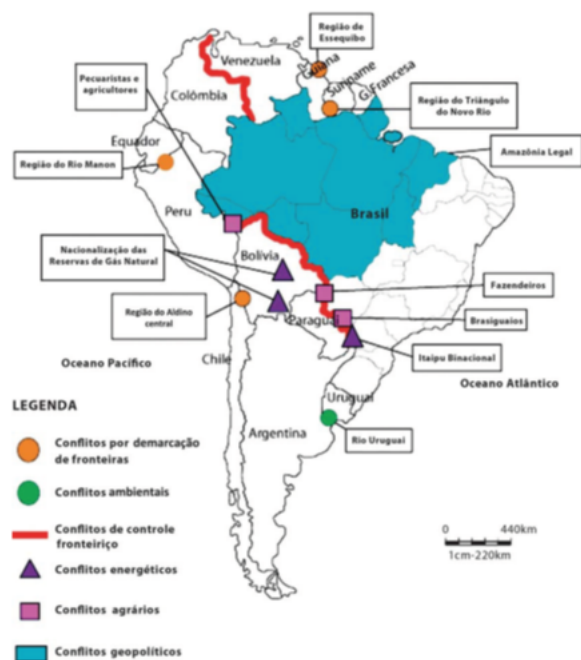 Região de
Essequibo
Venezuela
Guiana
Suriname
G. Francesa
Pecuaristas e
agricultores
Colômbia
Região do Triângulo
do Novo Rio
Equador
Amazônia Legal
Região do Rio Manon
Peru
Brasil
Nacionalização das
Reservas de Gás Natural
Bolívia
Fazendeiros
Região do Aldino
central
Paraguai
Brasiguaios
Oceano Pacífico
Chile
Itaipu Binacional
Oceano Atlântico
Uruguai
Argentina
Rio Uruguai
LEGENDA
Conflitos por demarcação
de fronteiras
Conflitos ambientais
Conflitos de controle
fronteiriço
Conflitos energéticos
Conflitos agrários
Conflitos geopolíticos
0 440km
1cm-220km